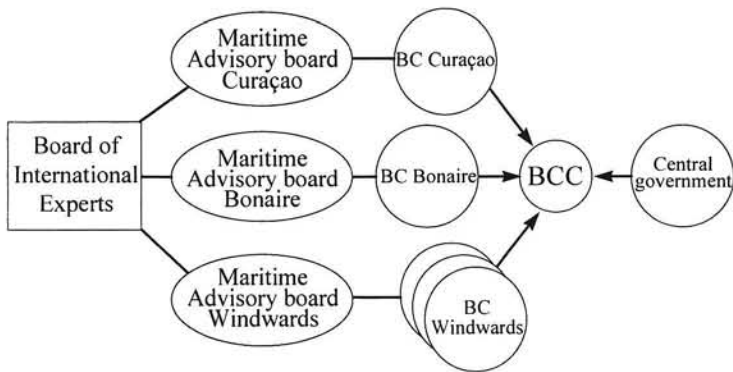 Maritime
Advisory board
Curaçao
BC Curaçao
Board of
International
Experts
Maritime
Advisory board
Bonaire
BC Bonaire
BCC
Central
government
Maritime
Advisory board
Windwards
BC
Windwards